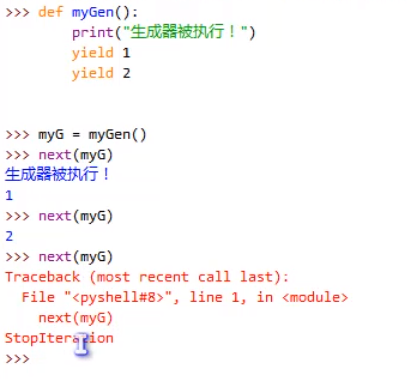 >>> def myGen():
        print("生成器被执行！")
        yield 1
        yield 2
>>> myG = myGen()
>>> next(myG)
生成器被执行！
1
>>> next(myG)
2
>>> next(myG)
Traceback (most recent call last):
  File "<pyshell#8>", line 1, in <module>
    next(myG)
StopIteration
>>>